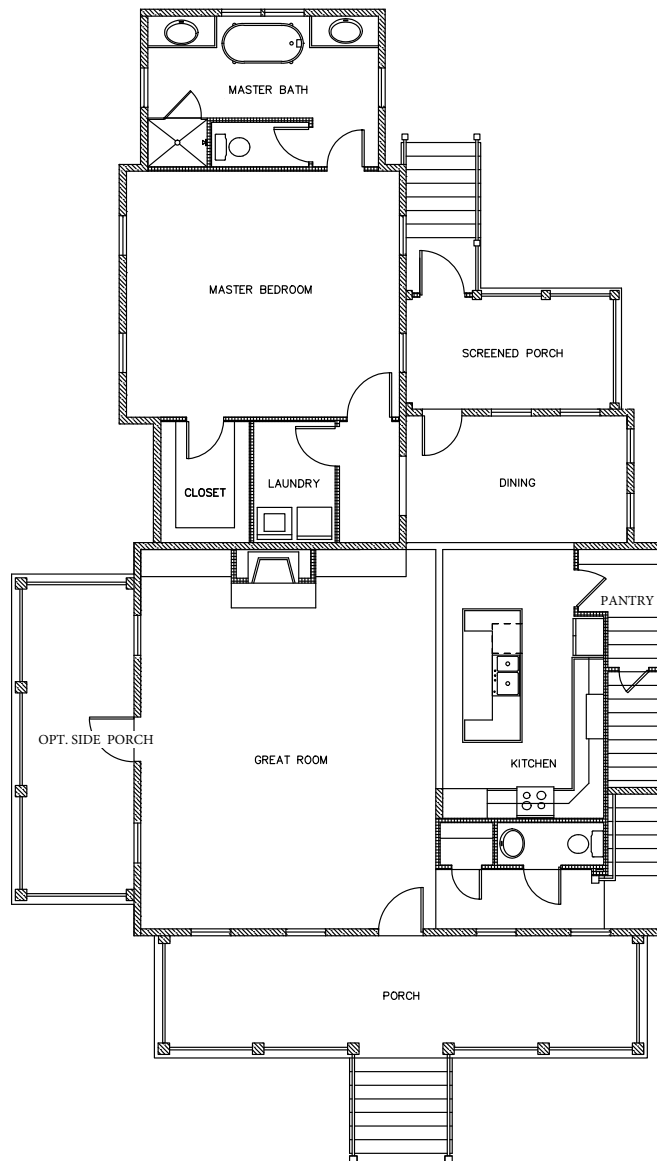 MASTER BATH
MASTER BEDROOM
SCREENED PORCH
CLOSET
LAUNDRY
DINING
PANTRY
OPT. SIDE PORCH
GREAT ROOM
KITCHEN
PORCH